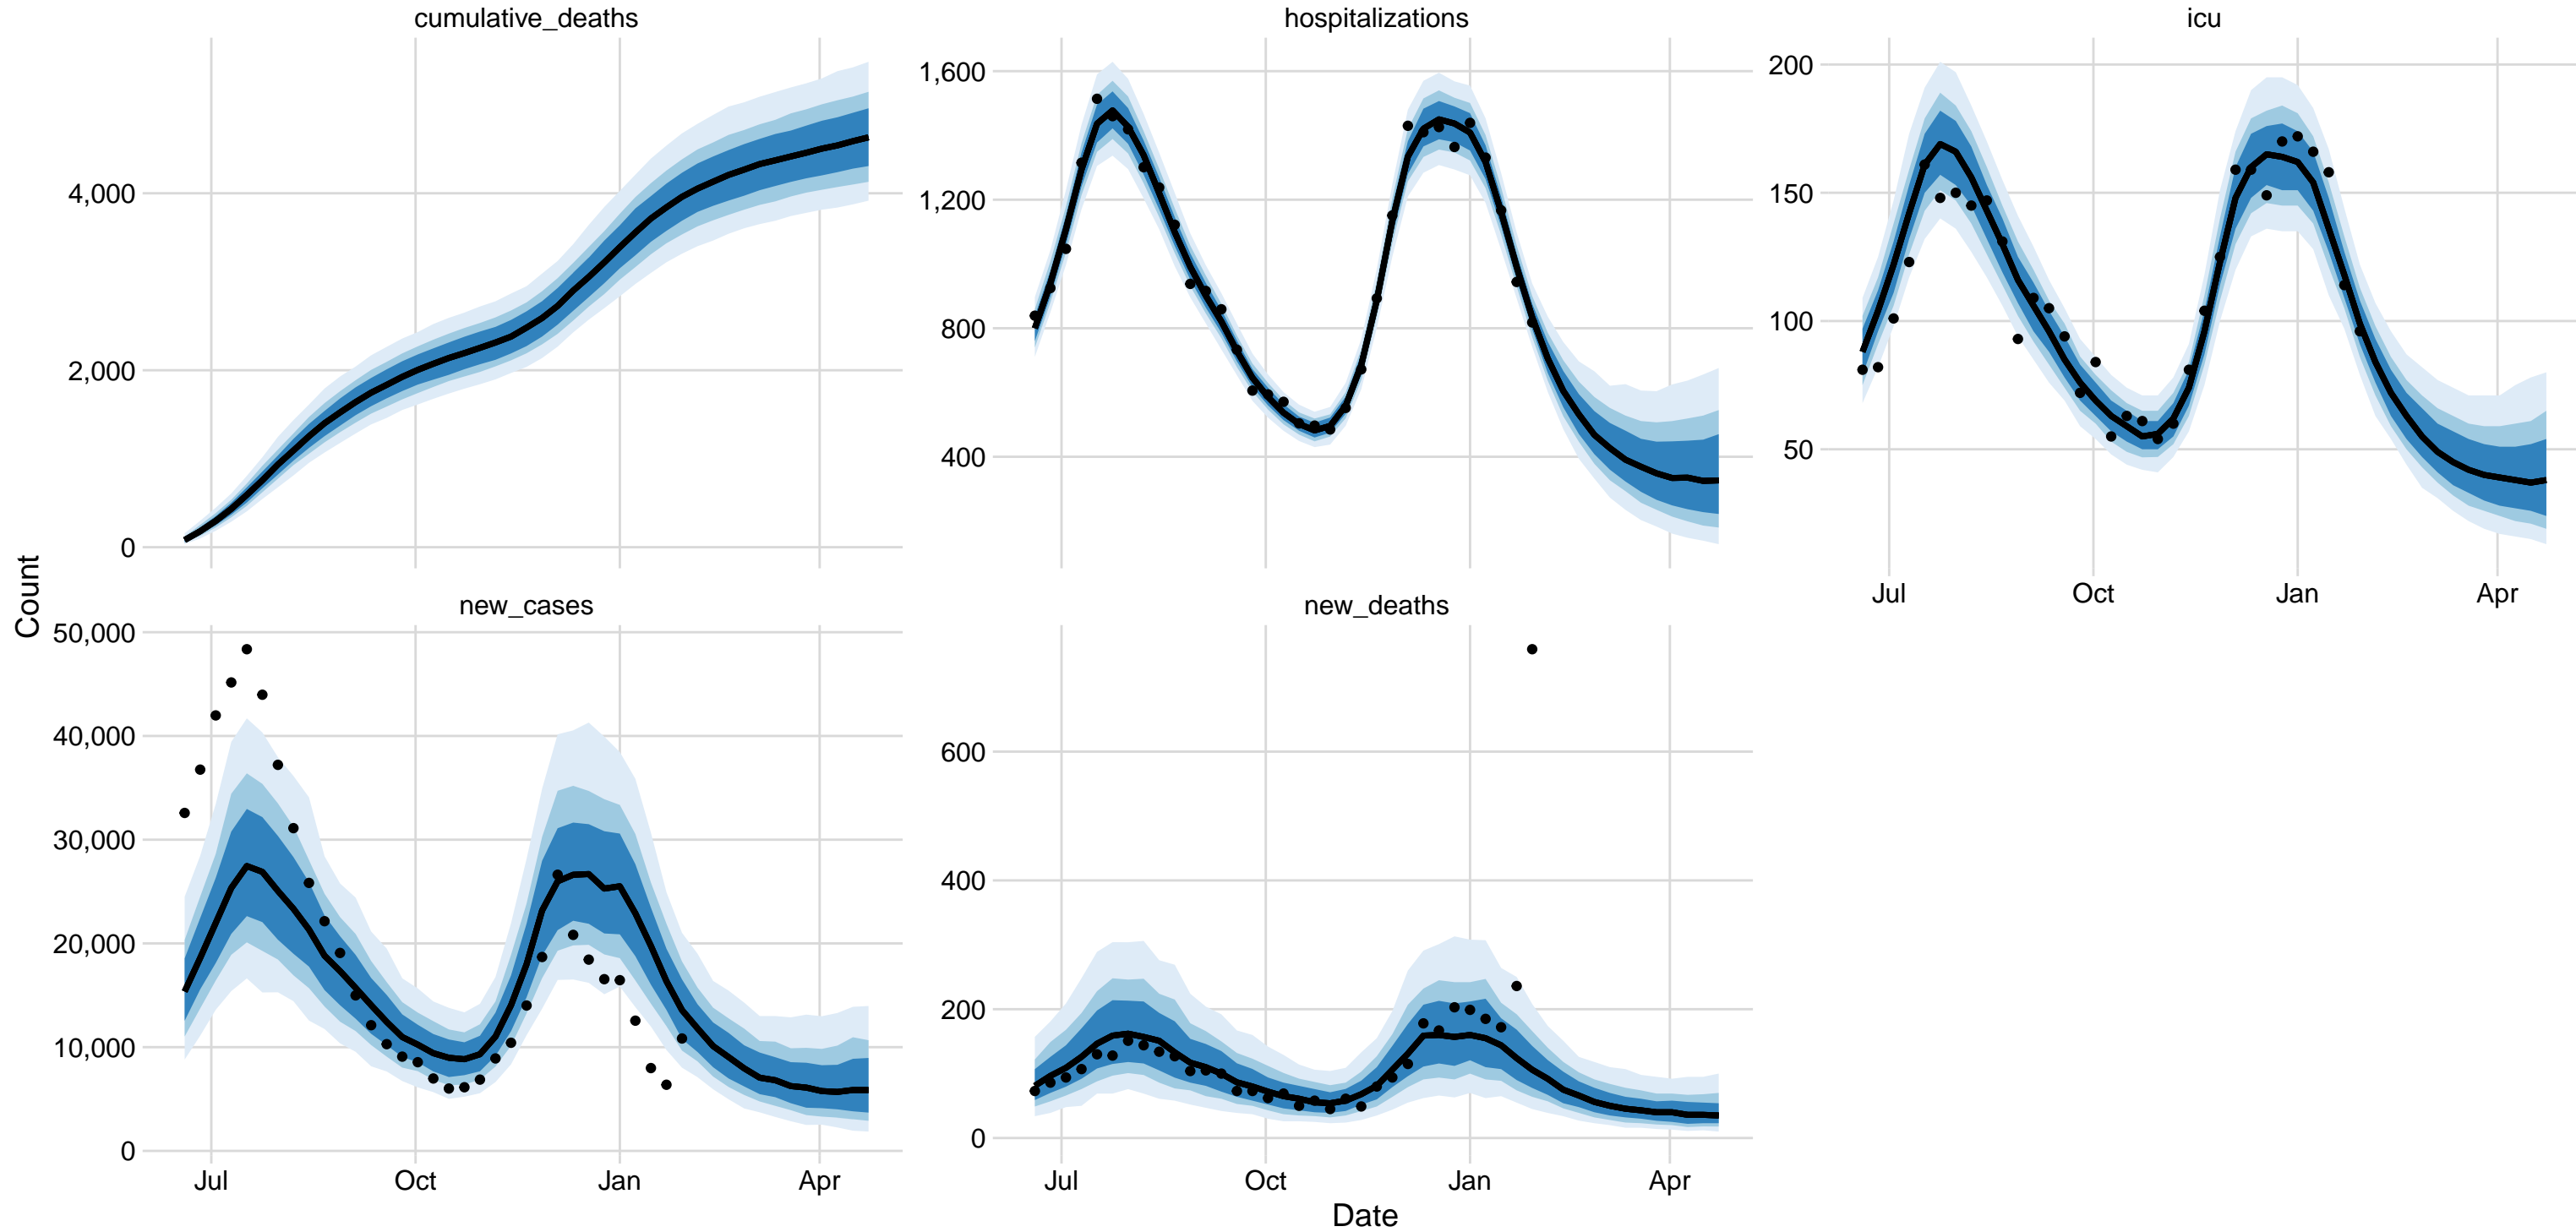 cumulative_deaths
hospitalizations
icu
4,000
2,000
0
1,600
1,200
800
400
200
150
100
50
Jul
Oct
Jan
Apr
Count
new_cases
new_deaths
50,000
40,000
30,000
20,000
10,000
0
600
400
200
0
Jul
Oct
Jan
Apr
Jul
Oct
Jan
Apr
Date